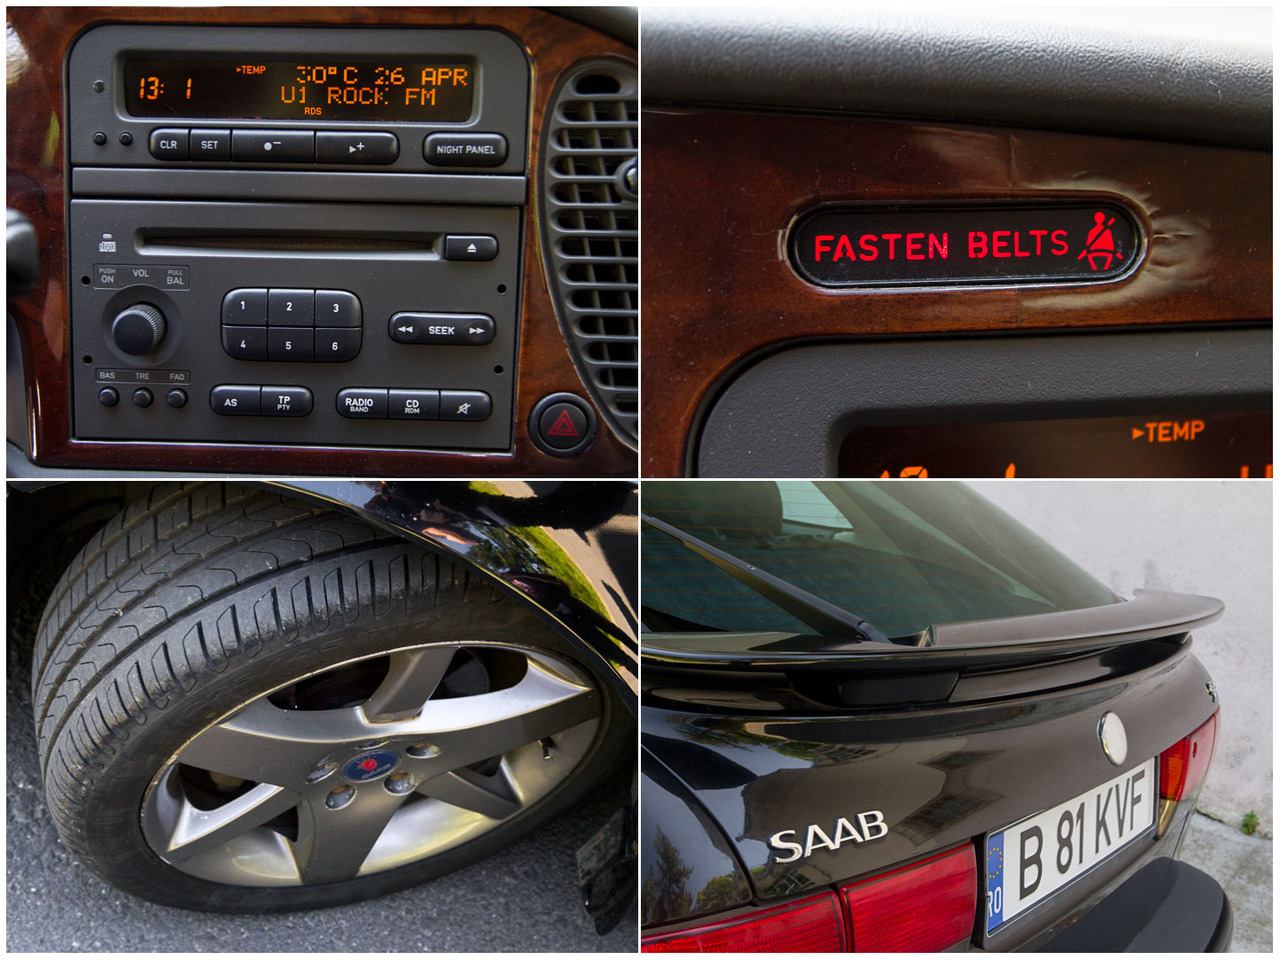 ▸TEMP 30°C 26 APR
13: 1 U1 ROCK FM
RDS
CLR SET ●− ▸+ NIGHT PANEL
PUSH ON VOL PULL BAL
1 2 3
SEEK
4 5 6
BAS TRE FAD
AS TP PTY RADIO BAND CD RDM
FASTEN BELTS
▸TEMP
SAAB
B 81 KVF
RO